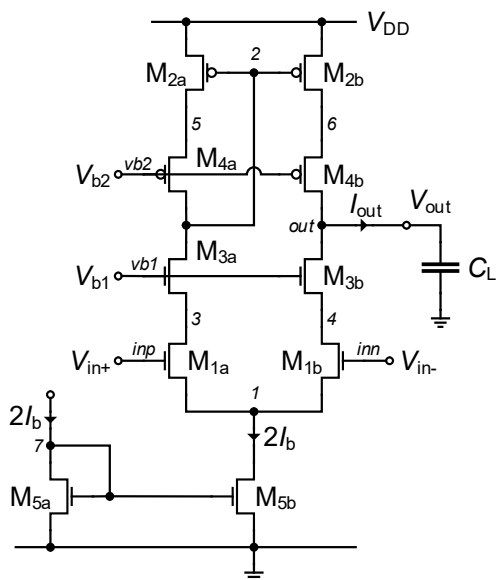 V_DD
2
M_2a M_2b
5 6
V_b2 vb2 M_4a M_4b
I_out V_out
out
M_3a
V_b1 vb1 M_3b C_L
3 4
V_in+ inp M_1a M_1b inn V_in-
1
2I_b 2I_b
7
M_5a M_5b